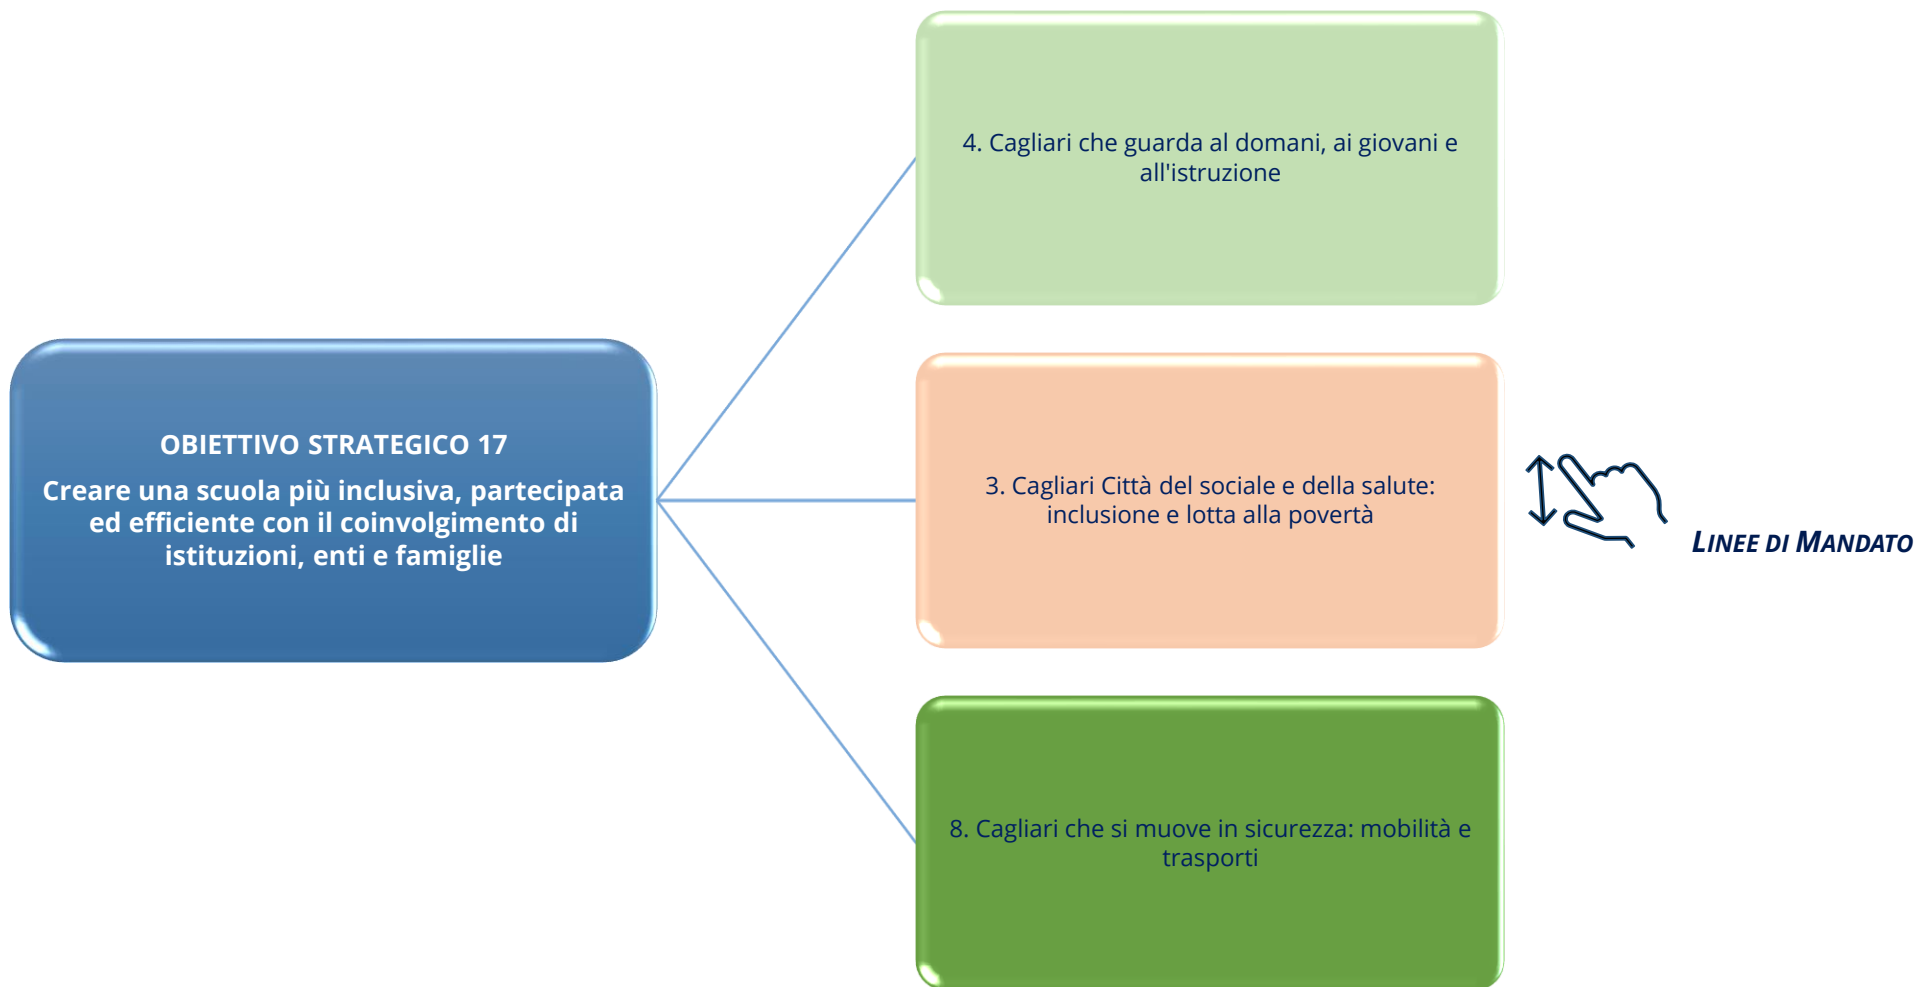 4. Cagliari che guarda al domani, ai giovani e
all'istruzione
OBIETTIVO STRATEGICO 17
Creare una scuola più inclusiva, partecipata
ed efficiente con il coinvolgimento di
istituzioni, enti e famiglie
3. Cagliari Città del sociale e della salute:
inclusione e lotta alla povertà
LINEE DI MANDATO
8. Cagliari che si muove in sicurezza: mobilità e
trasporti